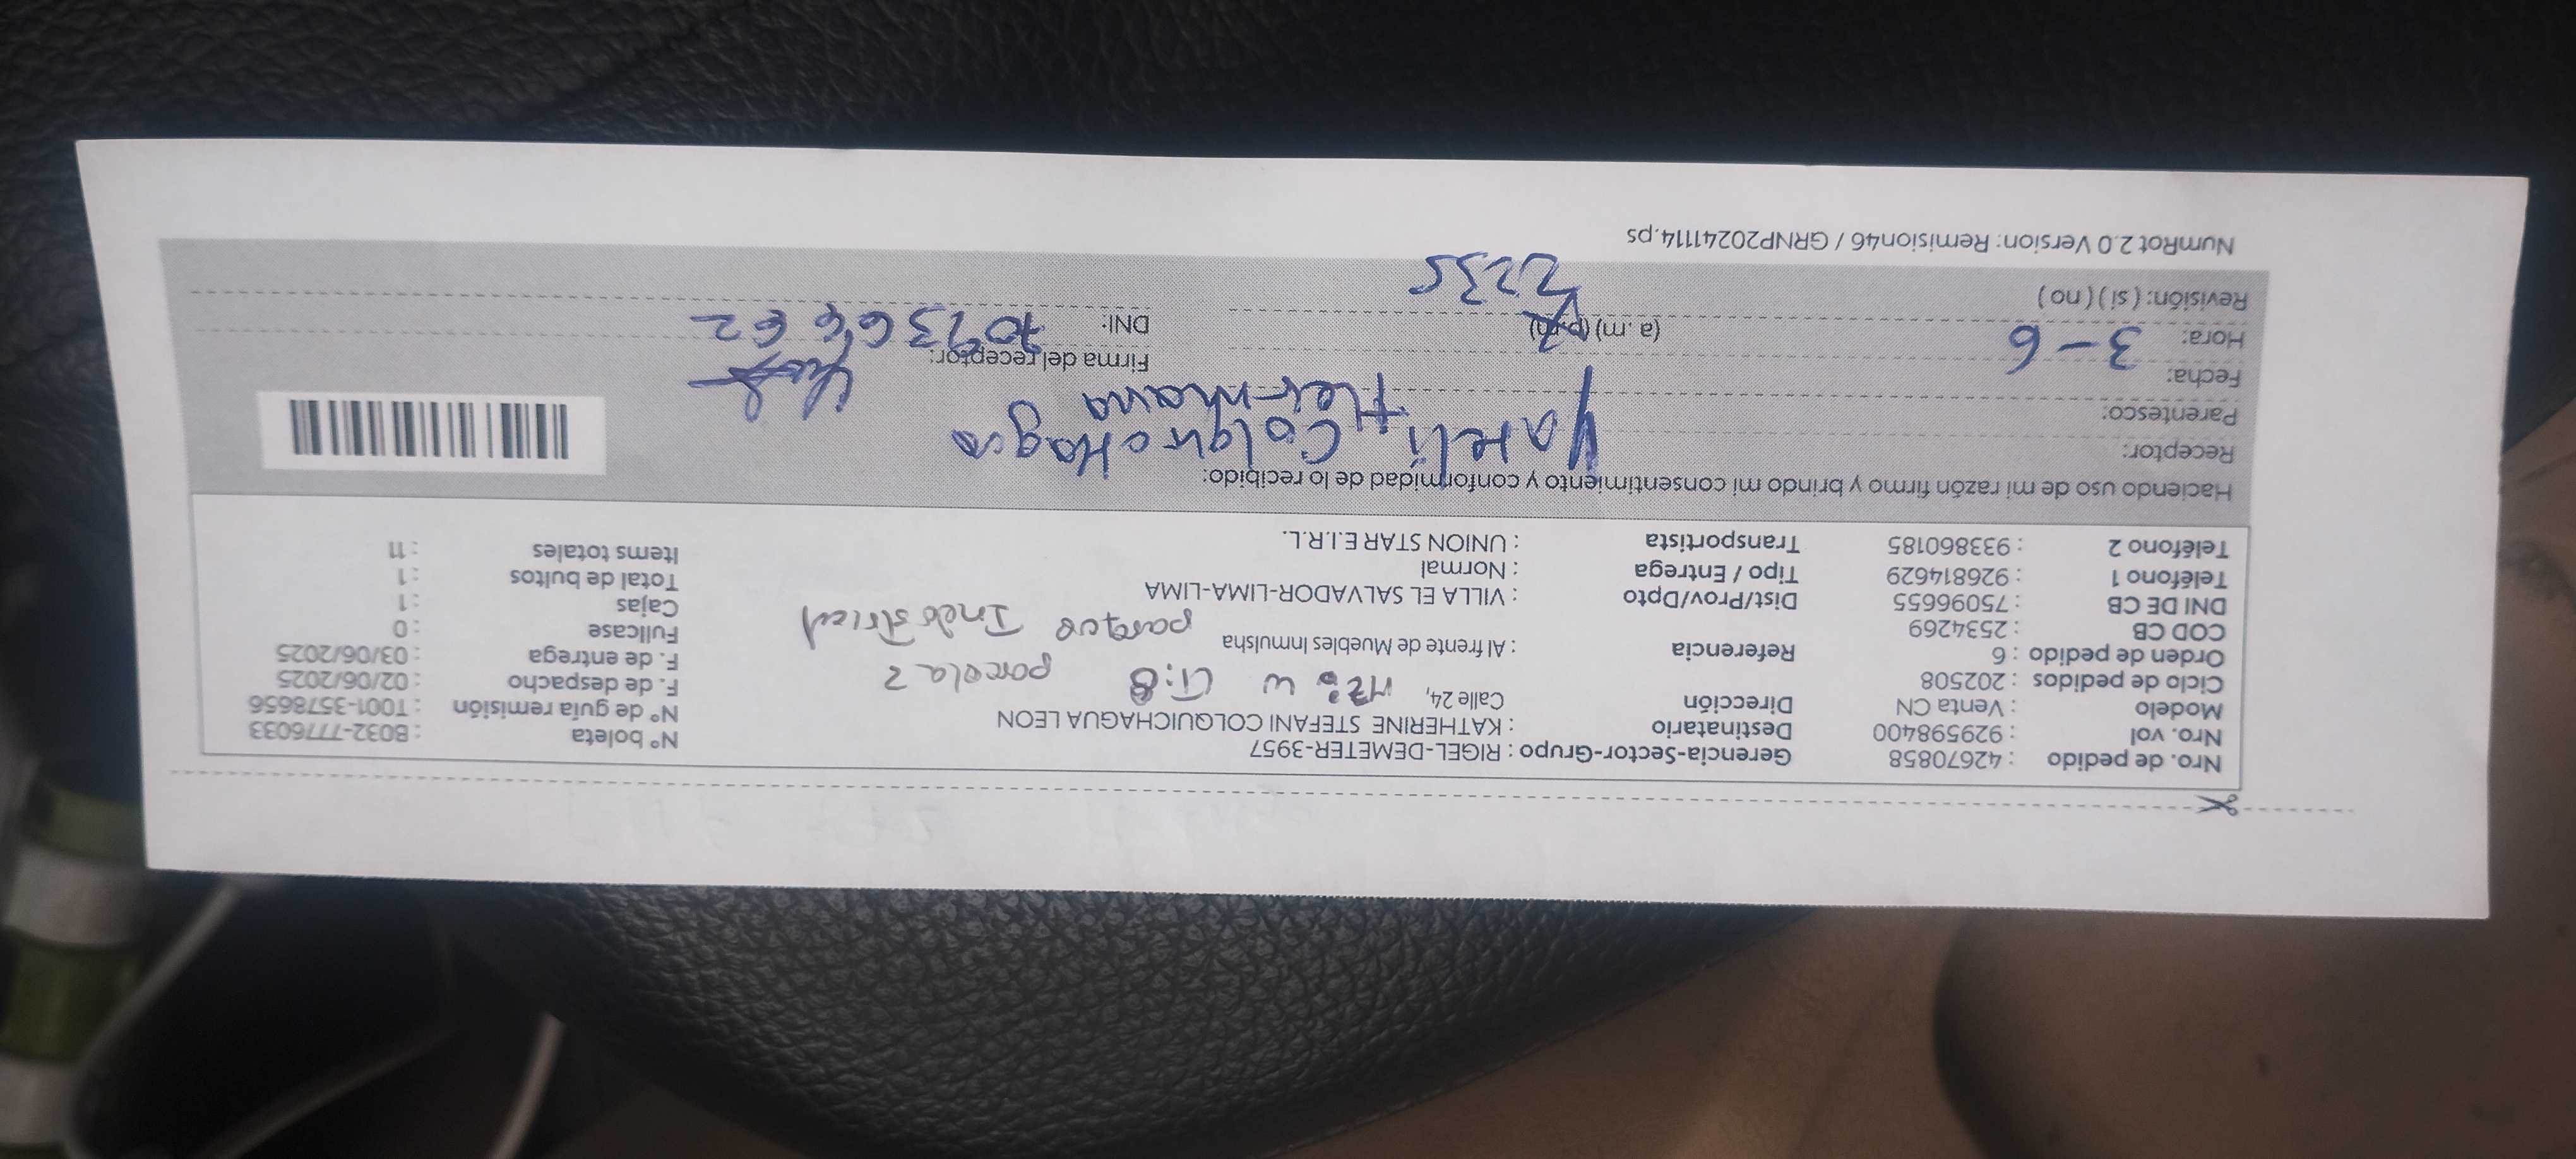 Nro. de pedido : 42670858 Gerencia-Sector-Grupo : RIGEL-DEMETER-3957 N° boleta : B032-7776033
Nro. vol : 929598400 Destinatario : KATHERINE STEFANI COLQUICHAGUA LEON N° de guía remisión : T001-3578656
Modelo : Venta CN Dirección Calle 24, MZ: W LT: 8 parcela 2 F. de despacho : 02/06/2025
Ciclo de pedidos : 202508 parque Industrial F. de entrega : 03/06/2025
Orden de pedido : 6 Referencia : Al frente de Muebles Inmulsha Fullcase : 0
COD CB : 2534269 Dist/Prov/Dpto : VILLA EL SALVADOR-LIMA-LIMA Cajas : 1
DNI DE CB : 75096655 Tipo / Entrega : Normal Total de bultos : 1
Teléfono 1 : 926814629 Transportista : UNION STAR E.I.R.L. Items totales : 11
Teléfono 2 : 933860185
Haciendo uso de mi razón firmo y brindo mi consentimiento y conformidad de lo recibido:
Receptor: Yareli
Parentesco: Hermana
Fecha: 3-6 Firma del receptor:
Hora: (a. m) (p.m) 2235 DNI:
Revisión: ( si ) ( no )
NumRot 2.0 Version: Remision46 / GRNP20241114.ps